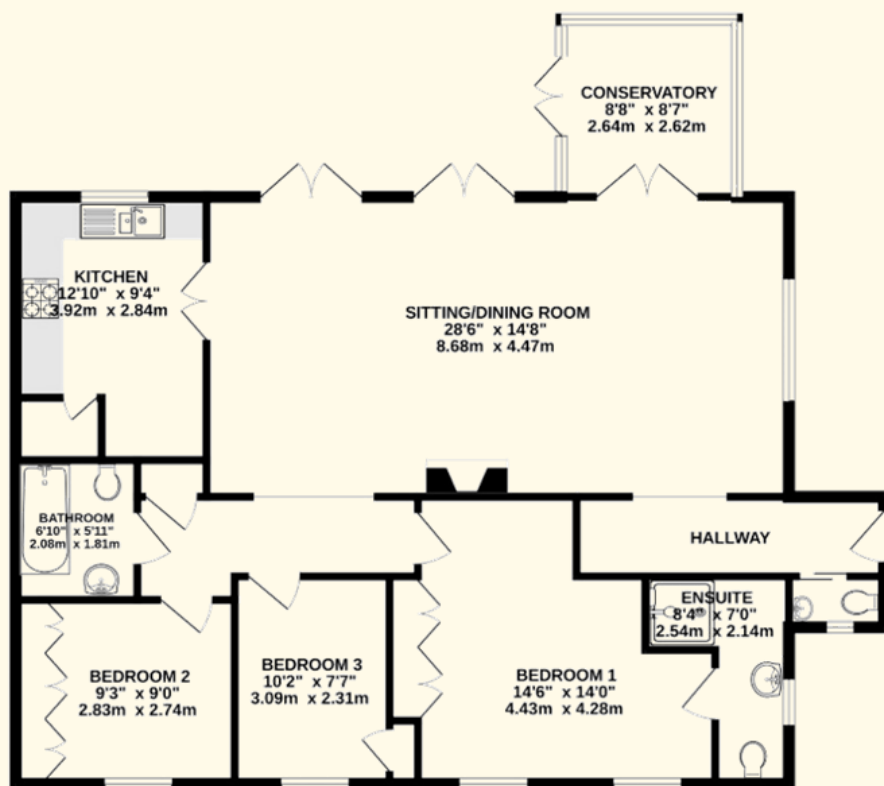 CONSERVATORY
8'8" x 8'7"
2.64m x 2.62m
KITCHEN
12'10" x 9'4"
3.92m x 2.84m
SITTING/DINING ROOM
28'6" x 14'8"
8.68m x 4.47m
BATHROOM
6'10" x 5'11"
2.08m x 1.81m
HALLWAY
ENSUITE
8'4" x 7'0"
2.54m x 2.14m
BEDROOM 2
9'3" x 9'0"
2.83m x 2.74m
BEDROOM 3
10'2" x 7'7"
3.09m x 2.31m
BEDROOM 1
14'6" x 14'0"
4.43m x 4.28m